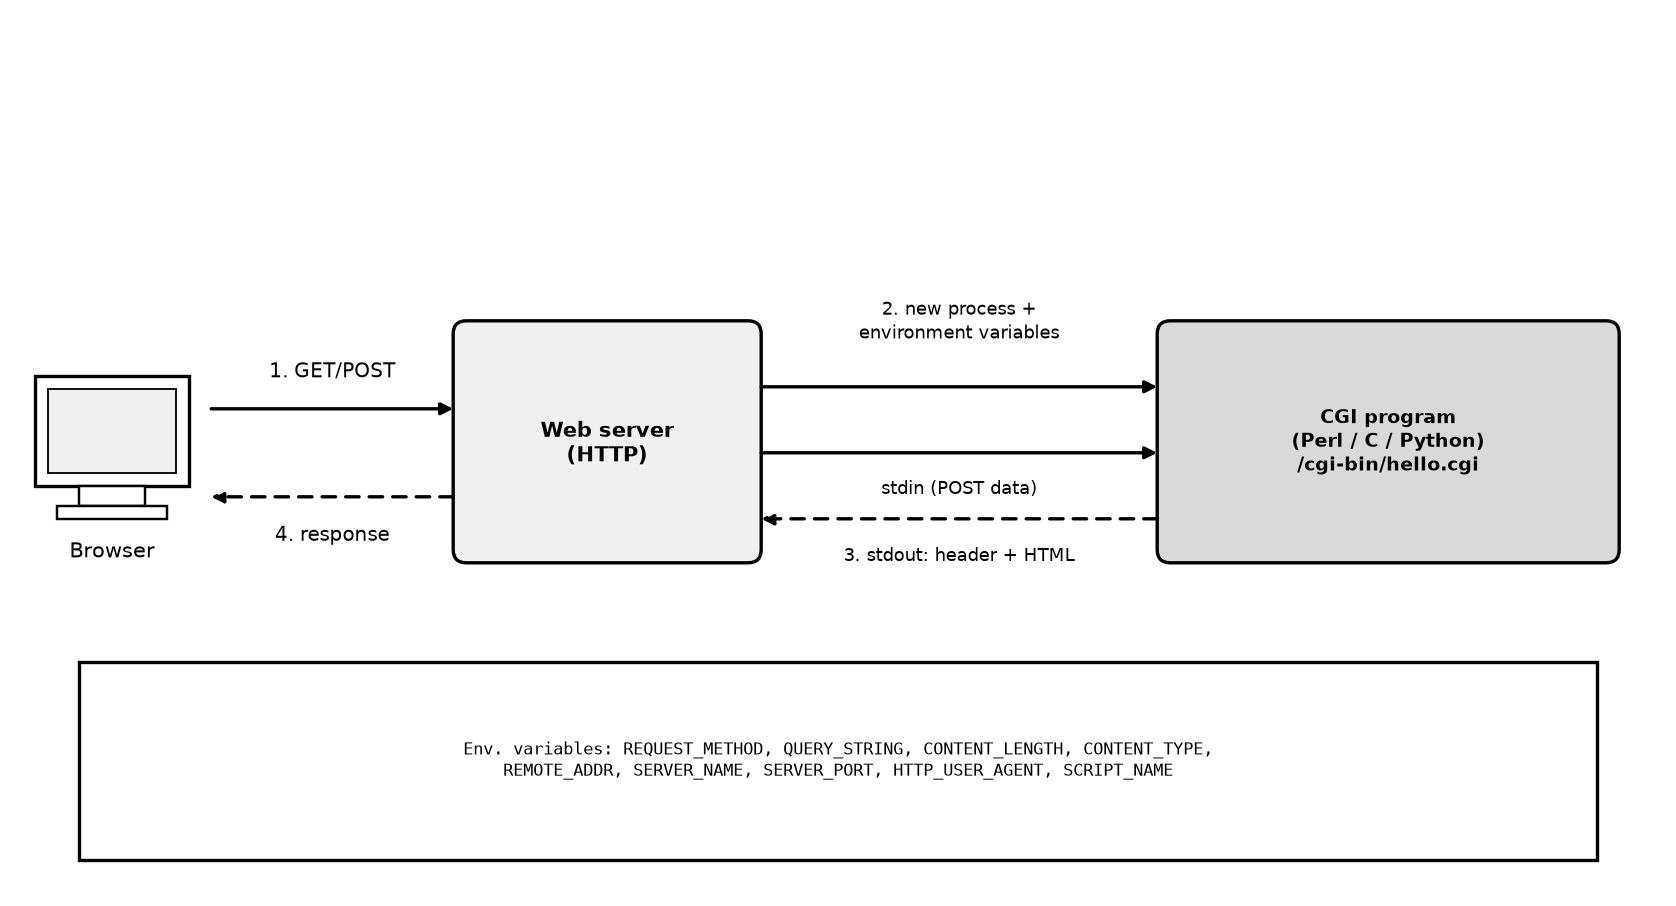 2. new process +
environment variables
1. GET/POST
Web server
(HTTP)
CGI program
(Perl / C / Python)
/cgi-bin/hello.cgi
stdin (POST data)
4. response
3. stdout: header + HTML
Browser
Env. variables: REQUEST_METHOD, QUERY_STRING, CONTENT_LENGTH, CONTENT_TYPE,
REMOTE_ADDR, SERVER_NAME, SERVER_PORT, HTTP_USER_AGENT, SCRIPT_NAME